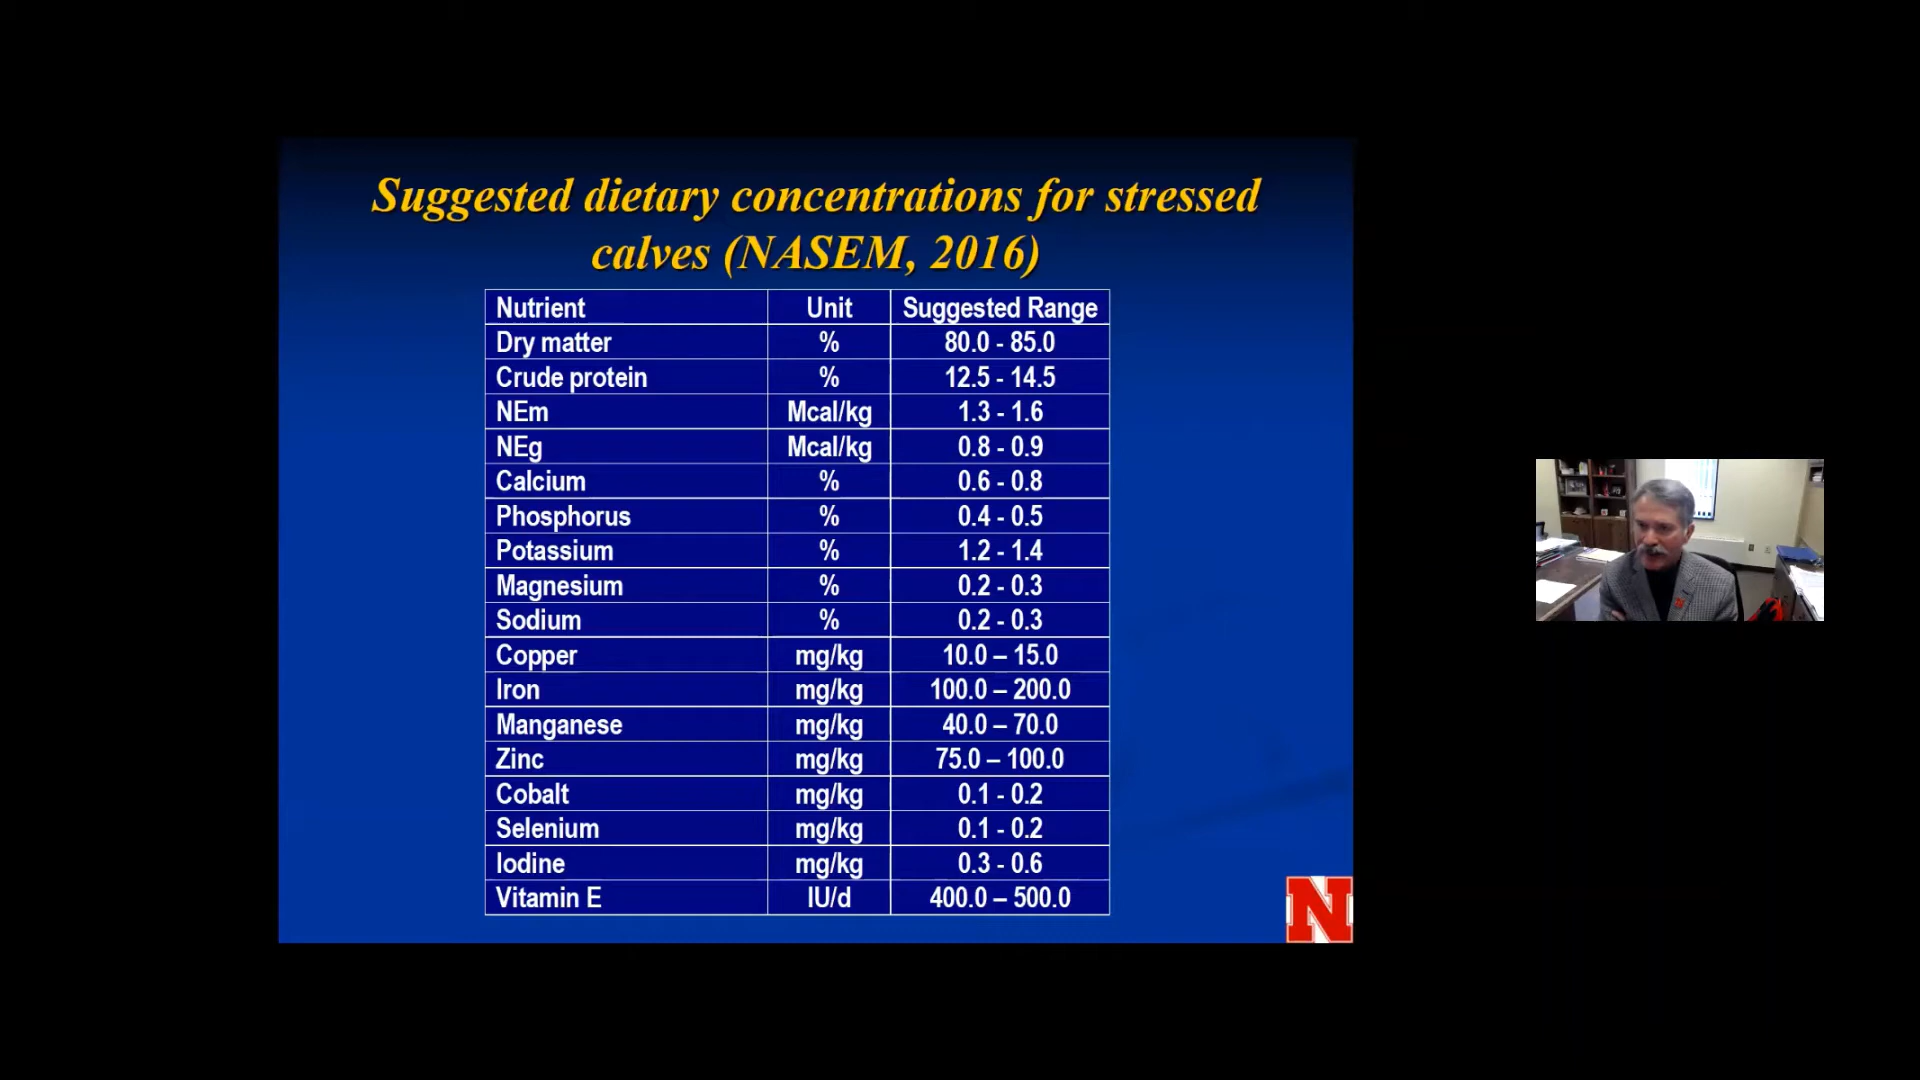 Suggested dietary concentrations for stressed
calves (NASEM, 2016)
Nutrient Unit Suggested Range
Dry matter % 80.0 - 85.0
Crude protein % 12.5 - 14.5
NEm Mcal/kg 1.3 - 1.6
NEg Mcal/kg 0.8 - 0.9
Calcium % 0.6 - 0.8
Phosphorus % 0.4 - 0.5
Potassium % 1.2 - 1.4
Magnesium % 0.2 - 0.3
Sodium % 0.2 - 0.3
Copper mg/kg 10.0 – 15.0
Iron mg/kg 100.0 – 200.0
Manganese mg/kg 40.0 – 70.0
Zinc mg/kg 75.0 – 100.0
Cobalt mg/kg 0.1 - 0.2
Selenium mg/kg 0.1 - 0.2
Iodine mg/kg 0.3 - 0.6
Vitamin E IU/d 400.0 – 500.0
N